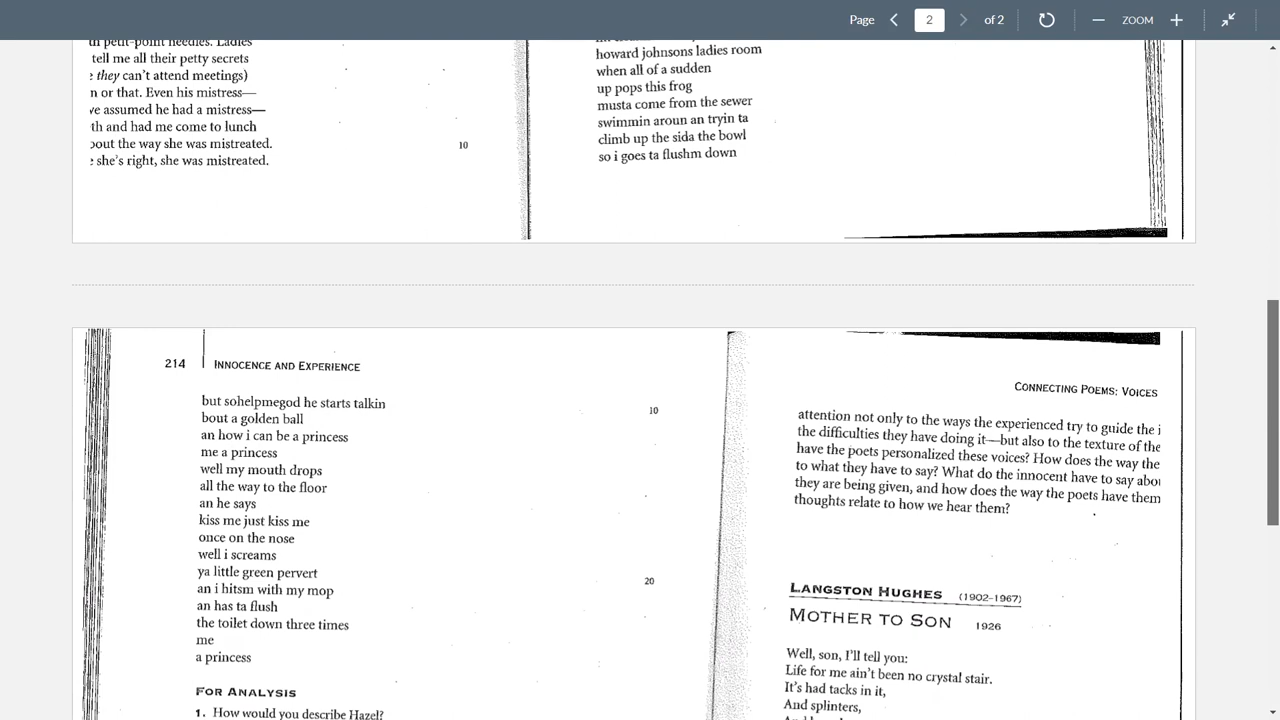 Page 2 of 2 ZOOM
petit-point needles. Ladies
tell me all their petty secrets
they can't attend meetings)
n or that. Even his mistress—
ve assumed he had a mistress—
th and had me come to lunch
bout the way she was mistreated. 10
she's right, she was mistreated.
howard johnsons ladies room
when all of a sudden
up pops this frog
musta come from the sewer
swimmin aroun an tryin ta
climb up the sida the bowl
so i goes ta flushm down
214 INNOCENCE AND EXPERIENCE
but sohelpmegod he starts talkin 10
bout a golden ball
an how i can be a princess
me a princess
well my mouth drops
all the way to the floor
an he says
kiss me just kiss me
once on the nose
well i screams
ya little green pervert 20
an i hitsm with my mop
an has ta flush
the toilet down three times
me
a princess
FOR ANALYSIS
1. How would you describe Hazel?
CONNECTING POEMS: VOICES
attention not only to the ways the experienced try to guide the i
the difficulties they have doing it—but also to the texture of the
have the poets personalized these voices? How does the way the
to what they have to say? What do the innocent have to say abou
they are being given, and how does the way the poets have them
thoughts relate to how we hear them?
LANGSTON HUGHES (1902–1967)
MOTHER TO SON 1926
Well, son, I'll tell you:
Life for me ain't been no crystal stair.
It's had tacks in it,
And splinters,